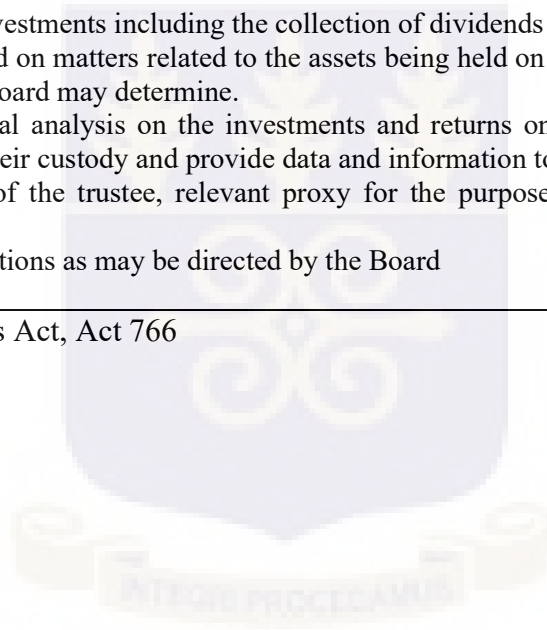 vestments including the collection of dividends
d on matters related to the assets being held on
oard may determine.
al analysis on the investments and returns on
eir custody and provide data and information to
of the trustee, relevant proxy for the purpose
tions as may be directed by the Board
s Act, Act 766
INTEGRI PROCEDAMUS